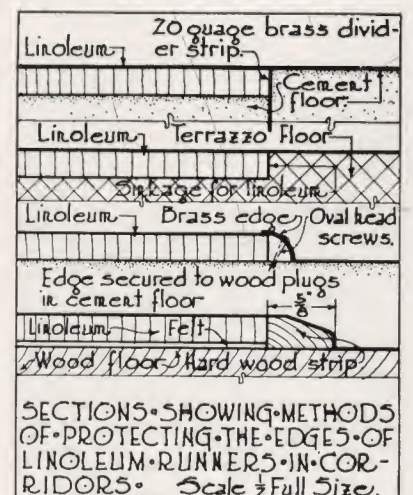 20 guage brass divid-
Linoleum er strip.
Cement
floor.
Linoleum Terrazzo Floor
Sinkage for linoleum
Linoleum Brass edge Oval head
screws.
Edge secured to wood plugs
in cement floor
5/8"
Linoleum Felt
Wood floor Hard wood strip
SECTIONS•SHOWING•METHODS
OF•PROTECTING•THE•EDGES•OF
LINOLEUM•RUNNERS•IN•COR-
RIDORS• Scale ½ Full Size.